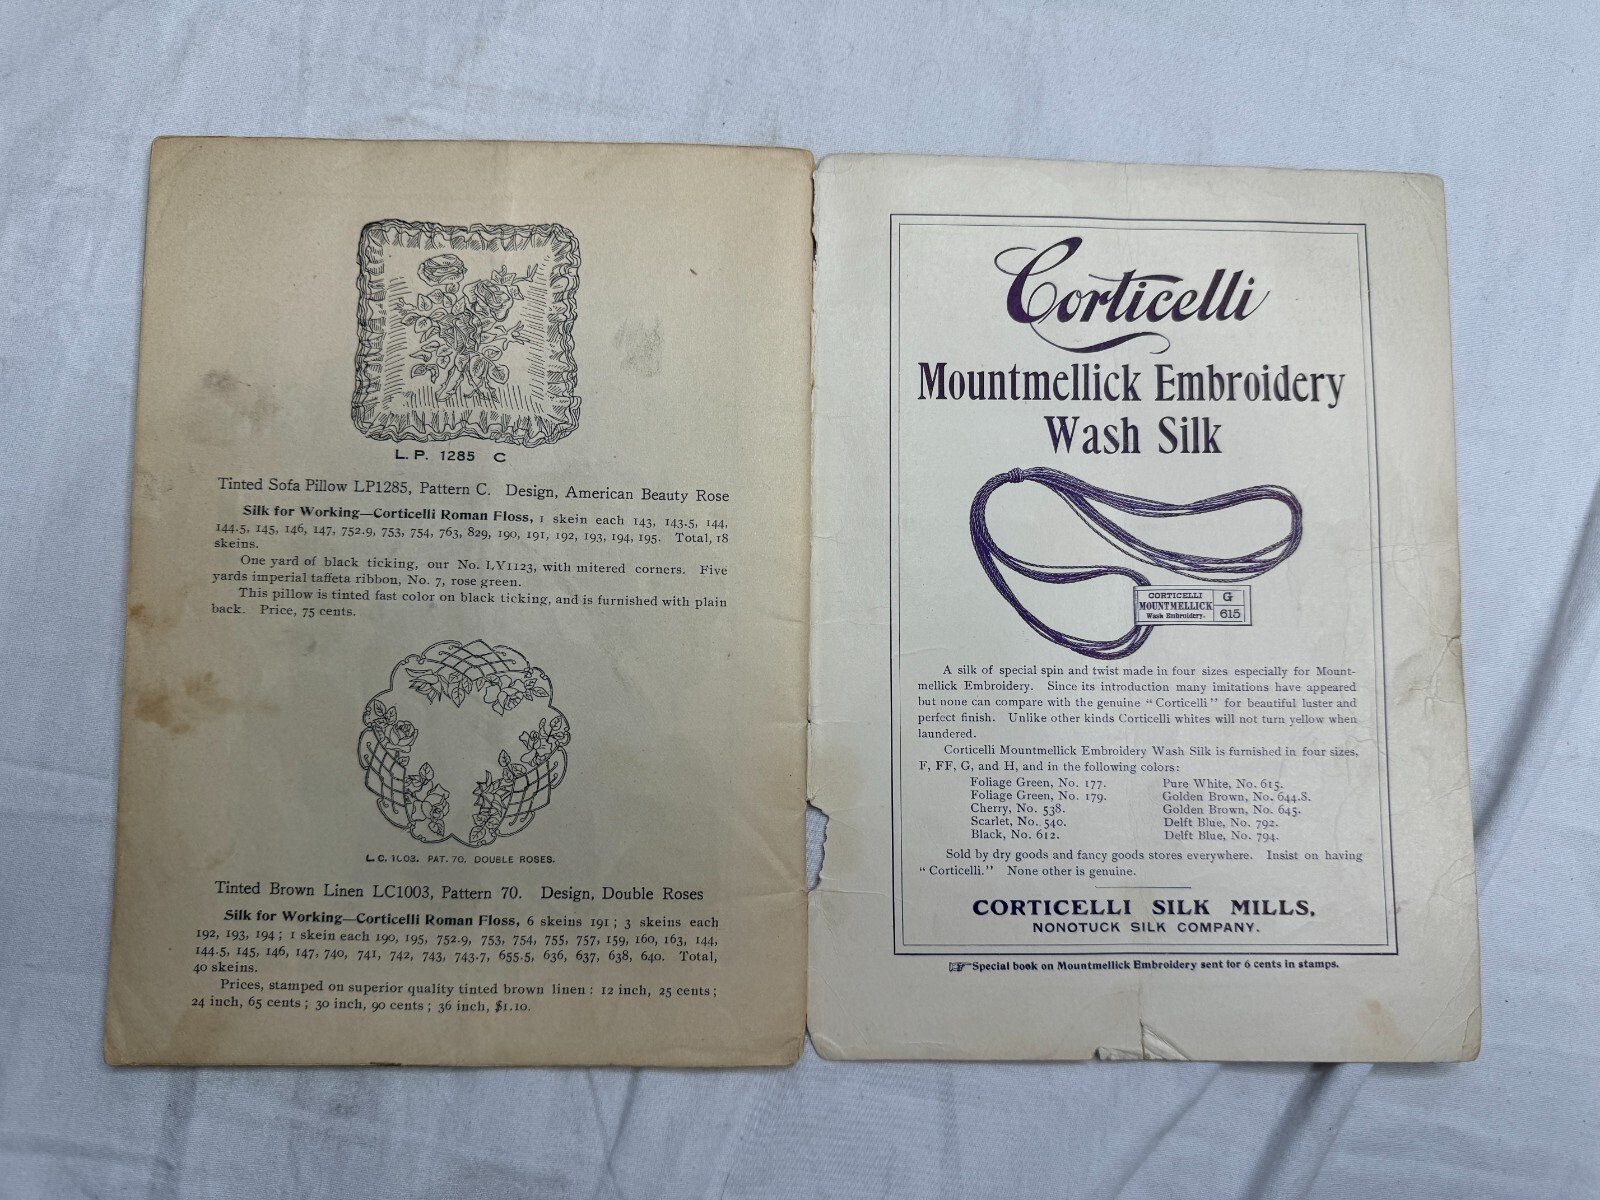 L. P. 1285 C
Tinted Sofa Pillow LP1285, Pattern C. Design, American Beauty Rose
Silk for Working—Corticelli Roman Floss, 1 skein each 143, 143.5, 144,
144.5, 145, 146, 147, 752.9, 753, 754, 763, 829, 190, 191, 192, 193, 194, 195. Total, 18
skeins.
One yard of black ticking, our No. LY1123, with mitered corners. Five
yards imperial taffeta ribbon, No. 7, rose green.
This pillow is tinted fast color on black ticking, and is furnished with plain
back. Price, 75 cents.
L. C. 1003. PAT. 70. DOUBLE ROSES.
Tinted Brown Linen LC1003, Pattern 70. Design, Double Roses
Silk for Working—Corticelli Roman Floss, 6 skeins 191; 3 skeins each
192, 193, 194; 1 skein each 190, 195, 752.9, 753, 754, 755, 757, 159, 160, 163, 144,
144.5, 145, 146, 147, 740, 741, 742, 743, 743.7, 655.5, 636, 637, 638, 640. Total,
40 skeins.
Prices, stamped on superior quality tinted brown linen: 12 inch, 25 cents;
24 inch, 65 cents; 30 inch, 90 cents; 36 inch, $1.10.
Corticelli
Mountmellick Embroidery
Wash Silk
CORTICELLI G
MOUNTMELLICK
Wash Embroidery. 615
A silk of special spin and twist made in four sizes especially for Mount-
mellick Embroidery. Since its introduction many imitations have appeared
but none can compare with the genuine "Corticelli" for beautiful luster and
perfect finish. Unlike other kinds Corticelli whites will not turn yellow when
laundered.
Corticelli Mountmellick Embroidery Wash Silk is furnished in four sizes,
F, FF, G, and H, and in the following colors:
Foliage Green, No. 177. Pure White, No. 615.
Foliage Green, No. 179. Golden Brown, No. 644.8.
Cherry, No. 538. Golden Brown, No. 645.
Scarlet, No. 540. Delft Blue, No. 792.
Black, No. 612. Delft Blue, No. 794.
Sold by dry goods and fancy goods stores everywhere. Insist on having
"Corticelli." None other is genuine.
CORTICELLI SILK MILLS,
NONOTUCK SILK COMPANY.
☞Special book on Mountmellick Embroidery sent for 6 cents in stamps.